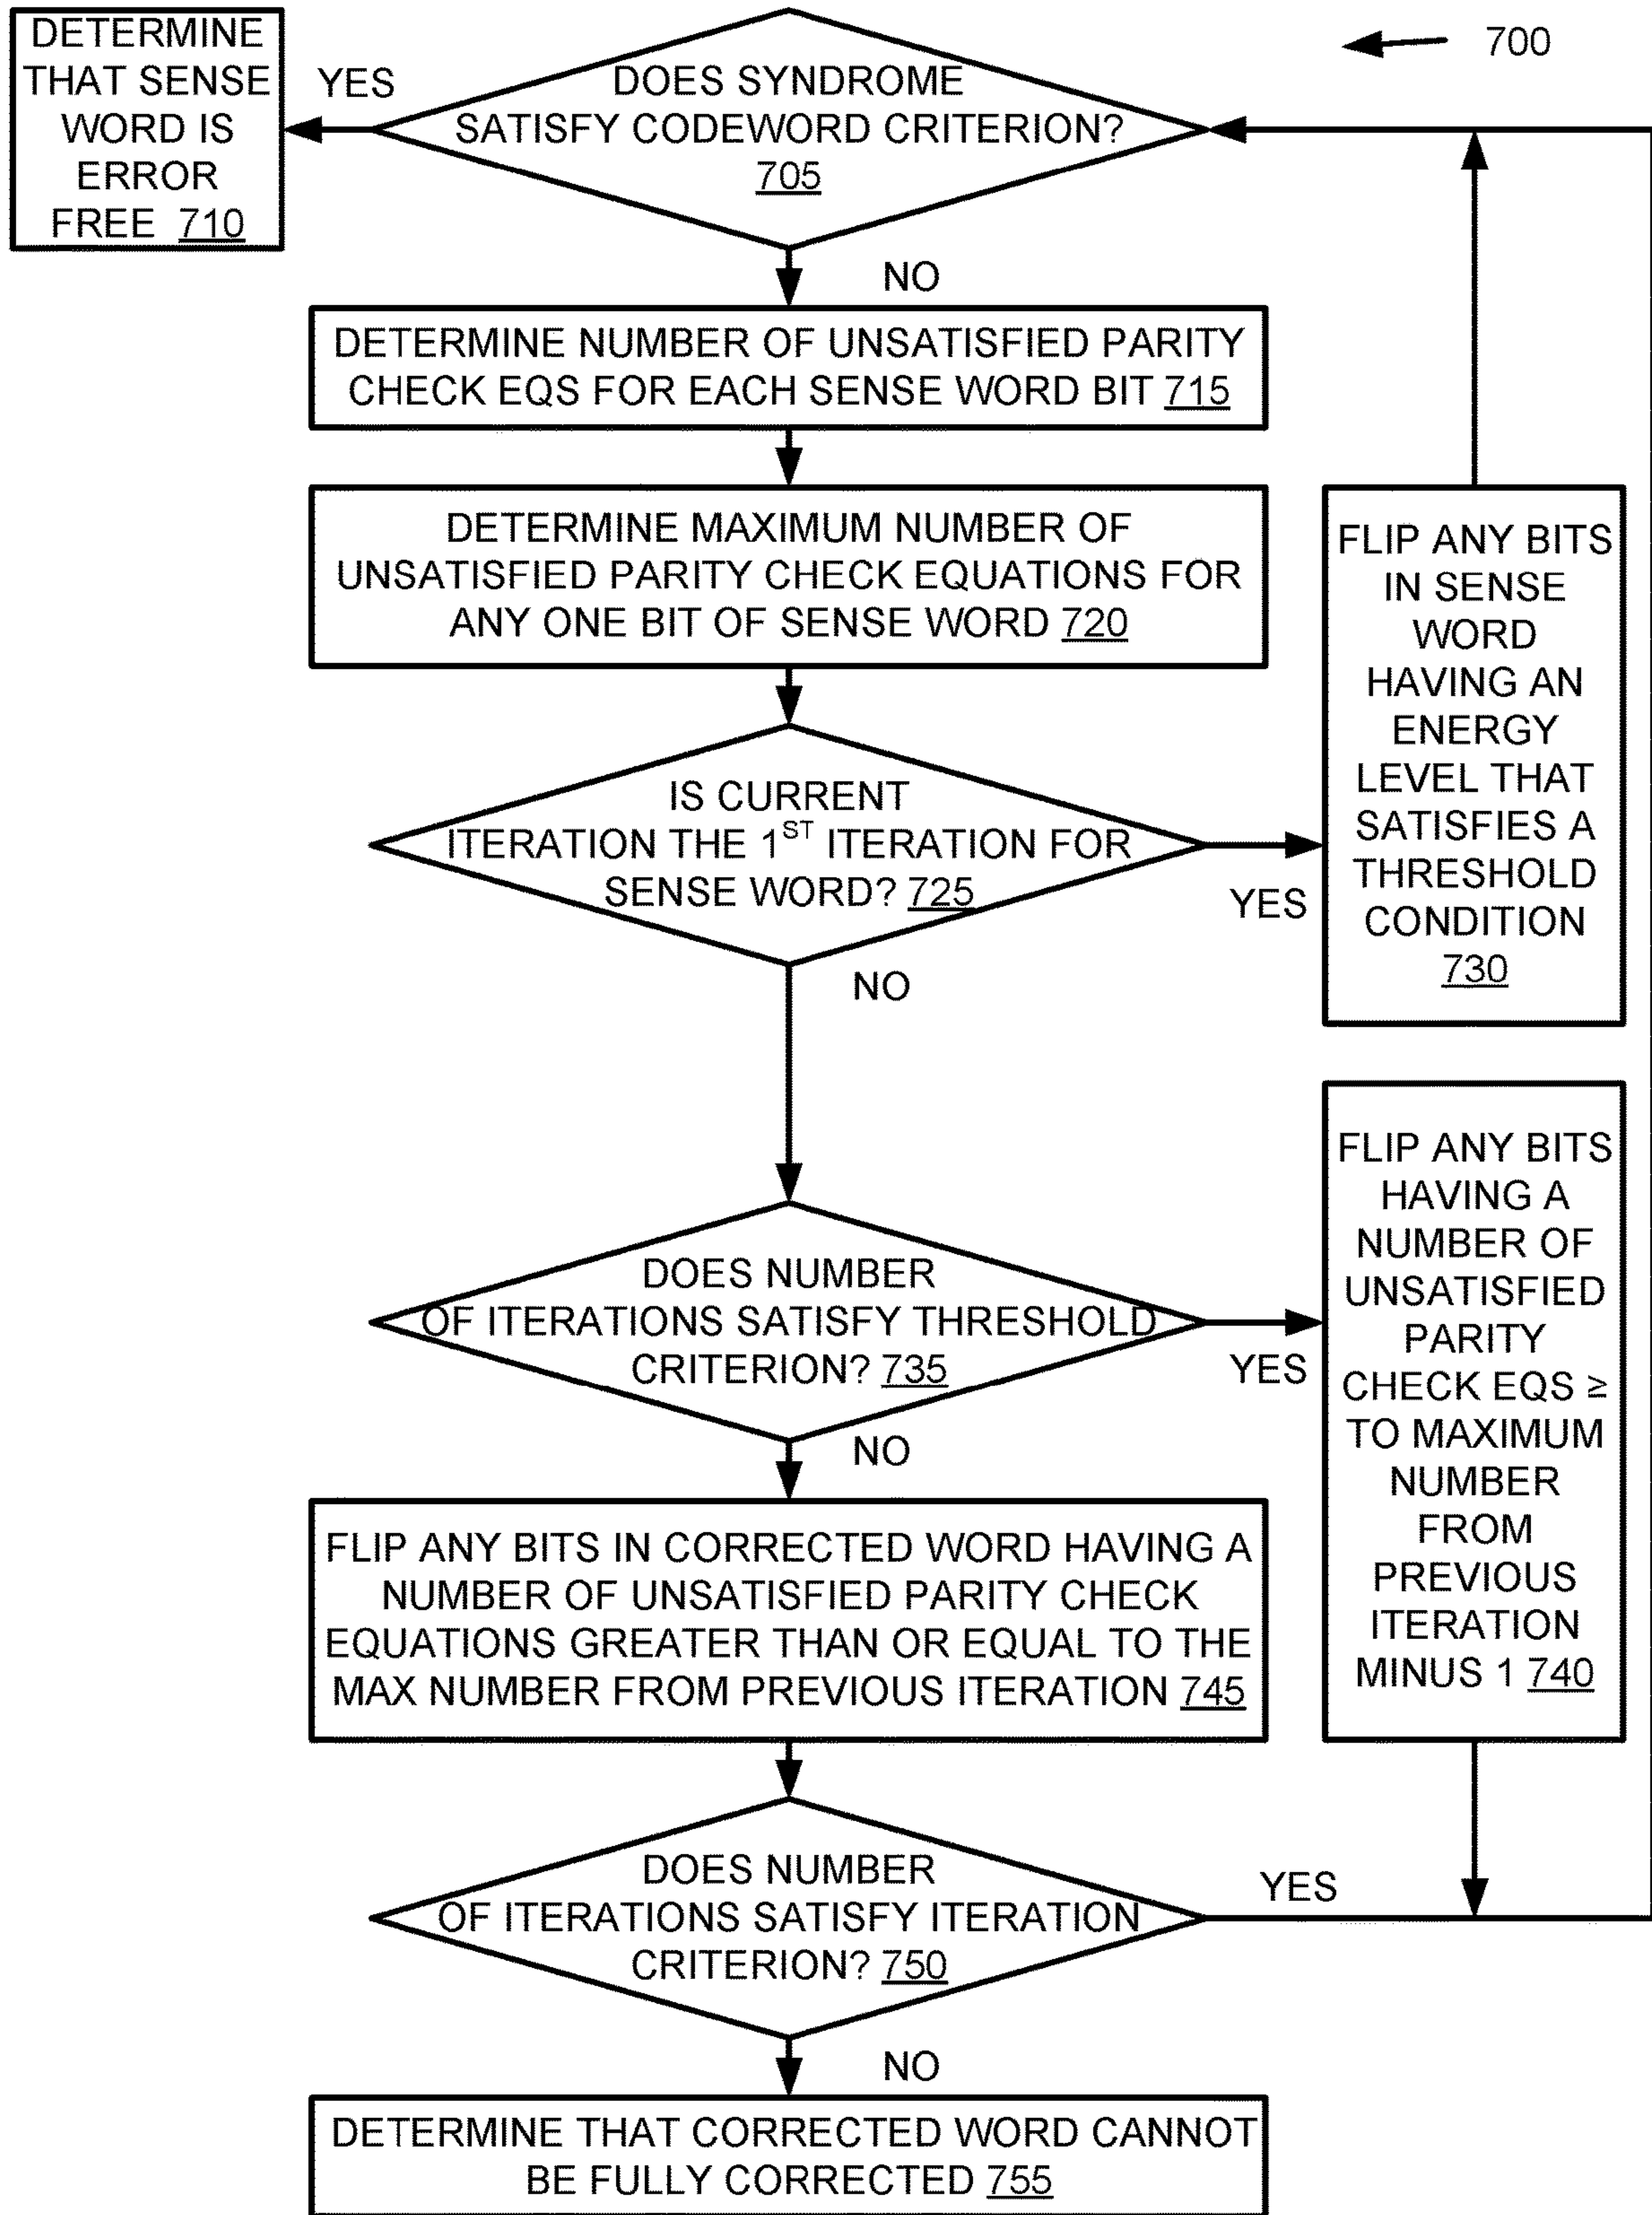 DETERMINE
THAT SENSE
WORD IS
ERROR
FREE 710
YES
DOES SYNDROME
SATISFY CODEWORD CRITERION?
705
700
NO
DETERMINE NUMBER OF UNSATISFIED PARITY
CHECK EQS FOR EACH SENSE WORD BIT 715
DETERMINE MAXIMUM NUMBER OF
UNSATISFIED PARITY CHECK EQUATIONS FOR
ANY ONE BIT OF SENSE WORD 720
IS CURRENT
ITERATION THE 1ST ITERATION FOR
SENSE WORD? 725
YES
NO
FLIP ANY BITS
IN SENSE
WORD
HAVING AN
ENERGY
LEVEL THAT
SATISFIES A
THRESHOLD
CONDITION
730
DOES NUMBER
OF ITERATIONS SATISFY THRESHOLD
CRITERION? 735
YES
NO
FLIP ANY BITS
HAVING A
NUMBER OF
UNSATISFIED
PARITY
CHECK EQS ≥
TO MAXIMUM
NUMBER
FROM
PREVIOUS
ITERATION
MINUS 1 740
FLIP ANY BITS IN CORRECTED WORD HAVING A
NUMBER OF UNSATISFIED PARITY CHECK
EQUATIONS GREATER THAN OR EQUAL TO THE
MAX NUMBER FROM PREVIOUS ITERATION 745
DOES NUMBER
OF ITERATIONS SATISFY ITERATION
CRITERION? 750
YES
NO
DETERMINE THAT CORRECTED WORD CANNOT
BE FULLY CORRECTED 755